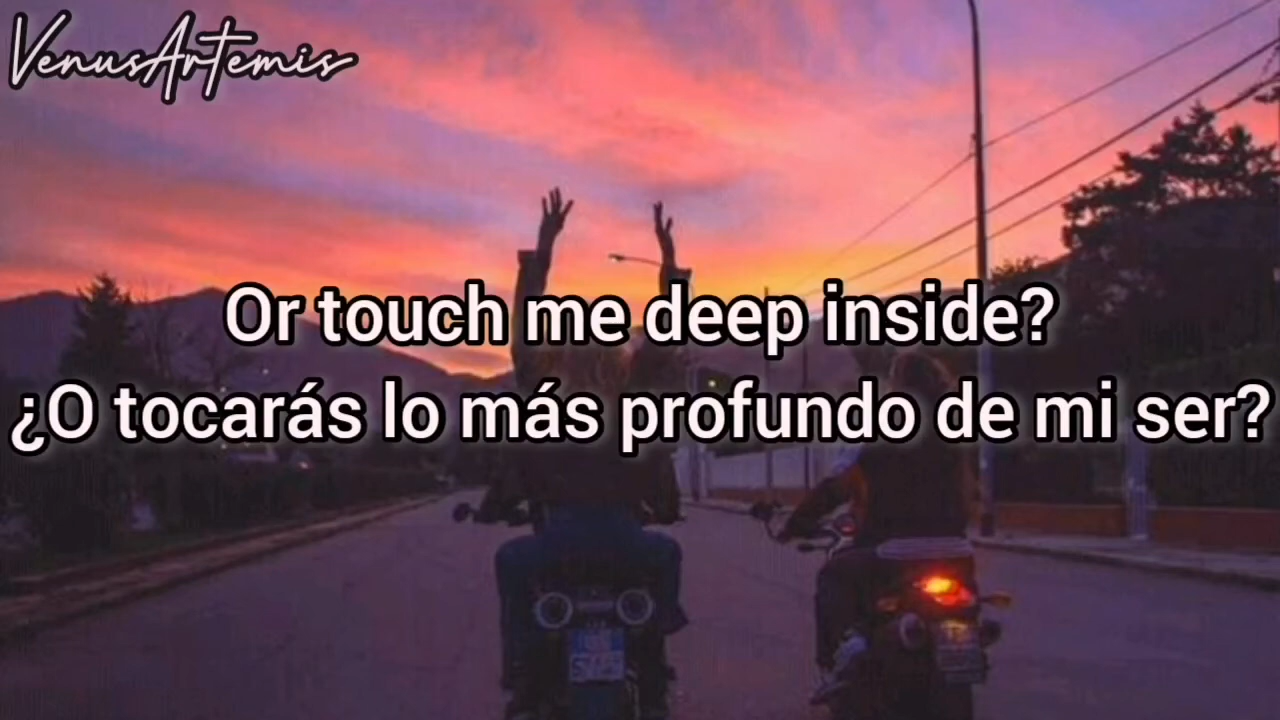 VenusArtemis
Or touch me deep inside?
¿O tocarás lo más profundo de mi ser?